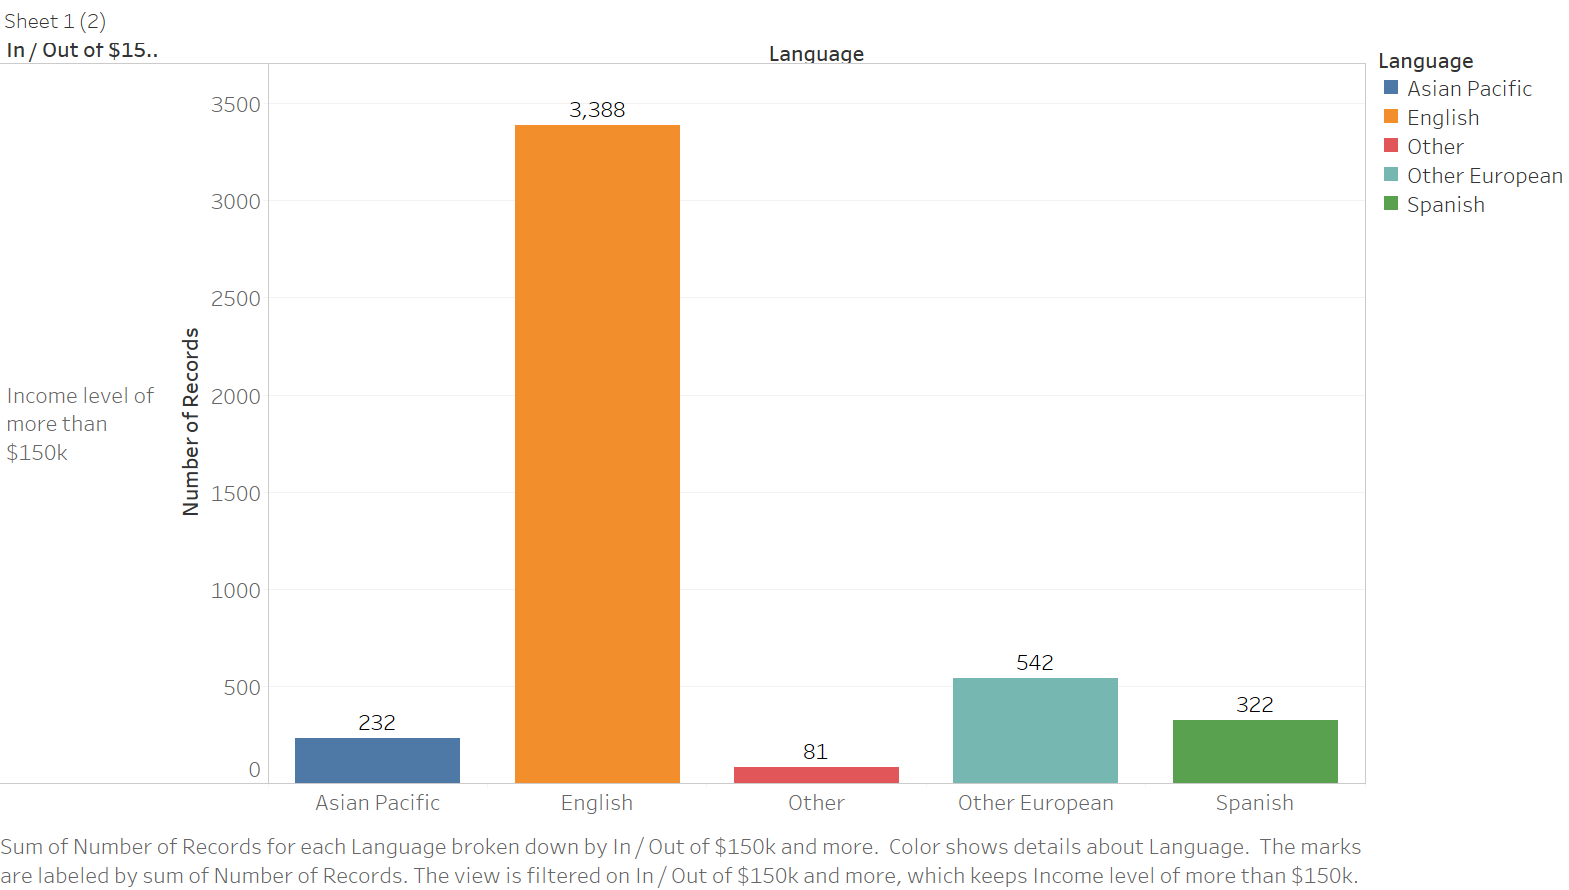 Sheet 1 (2)
In / Out of $15..
Language
3500
3000
2500
2000
1500
1000
500
0
Number of Records
Income level of
more than
$150k
232
3,388
81
542
322
Asian Pacific
English
Other
Other European
Spanish
Language
Asian Pacific
English
Other
Other European
Spanish
Sum of Number of Records for each Language broken down by In / Out of $150k and more.  Color shows details about Language.  The marks
are labeled by sum of Number of Records. The view is filtered on In / Out of $150k and more, which keeps Income level of more than $150k.